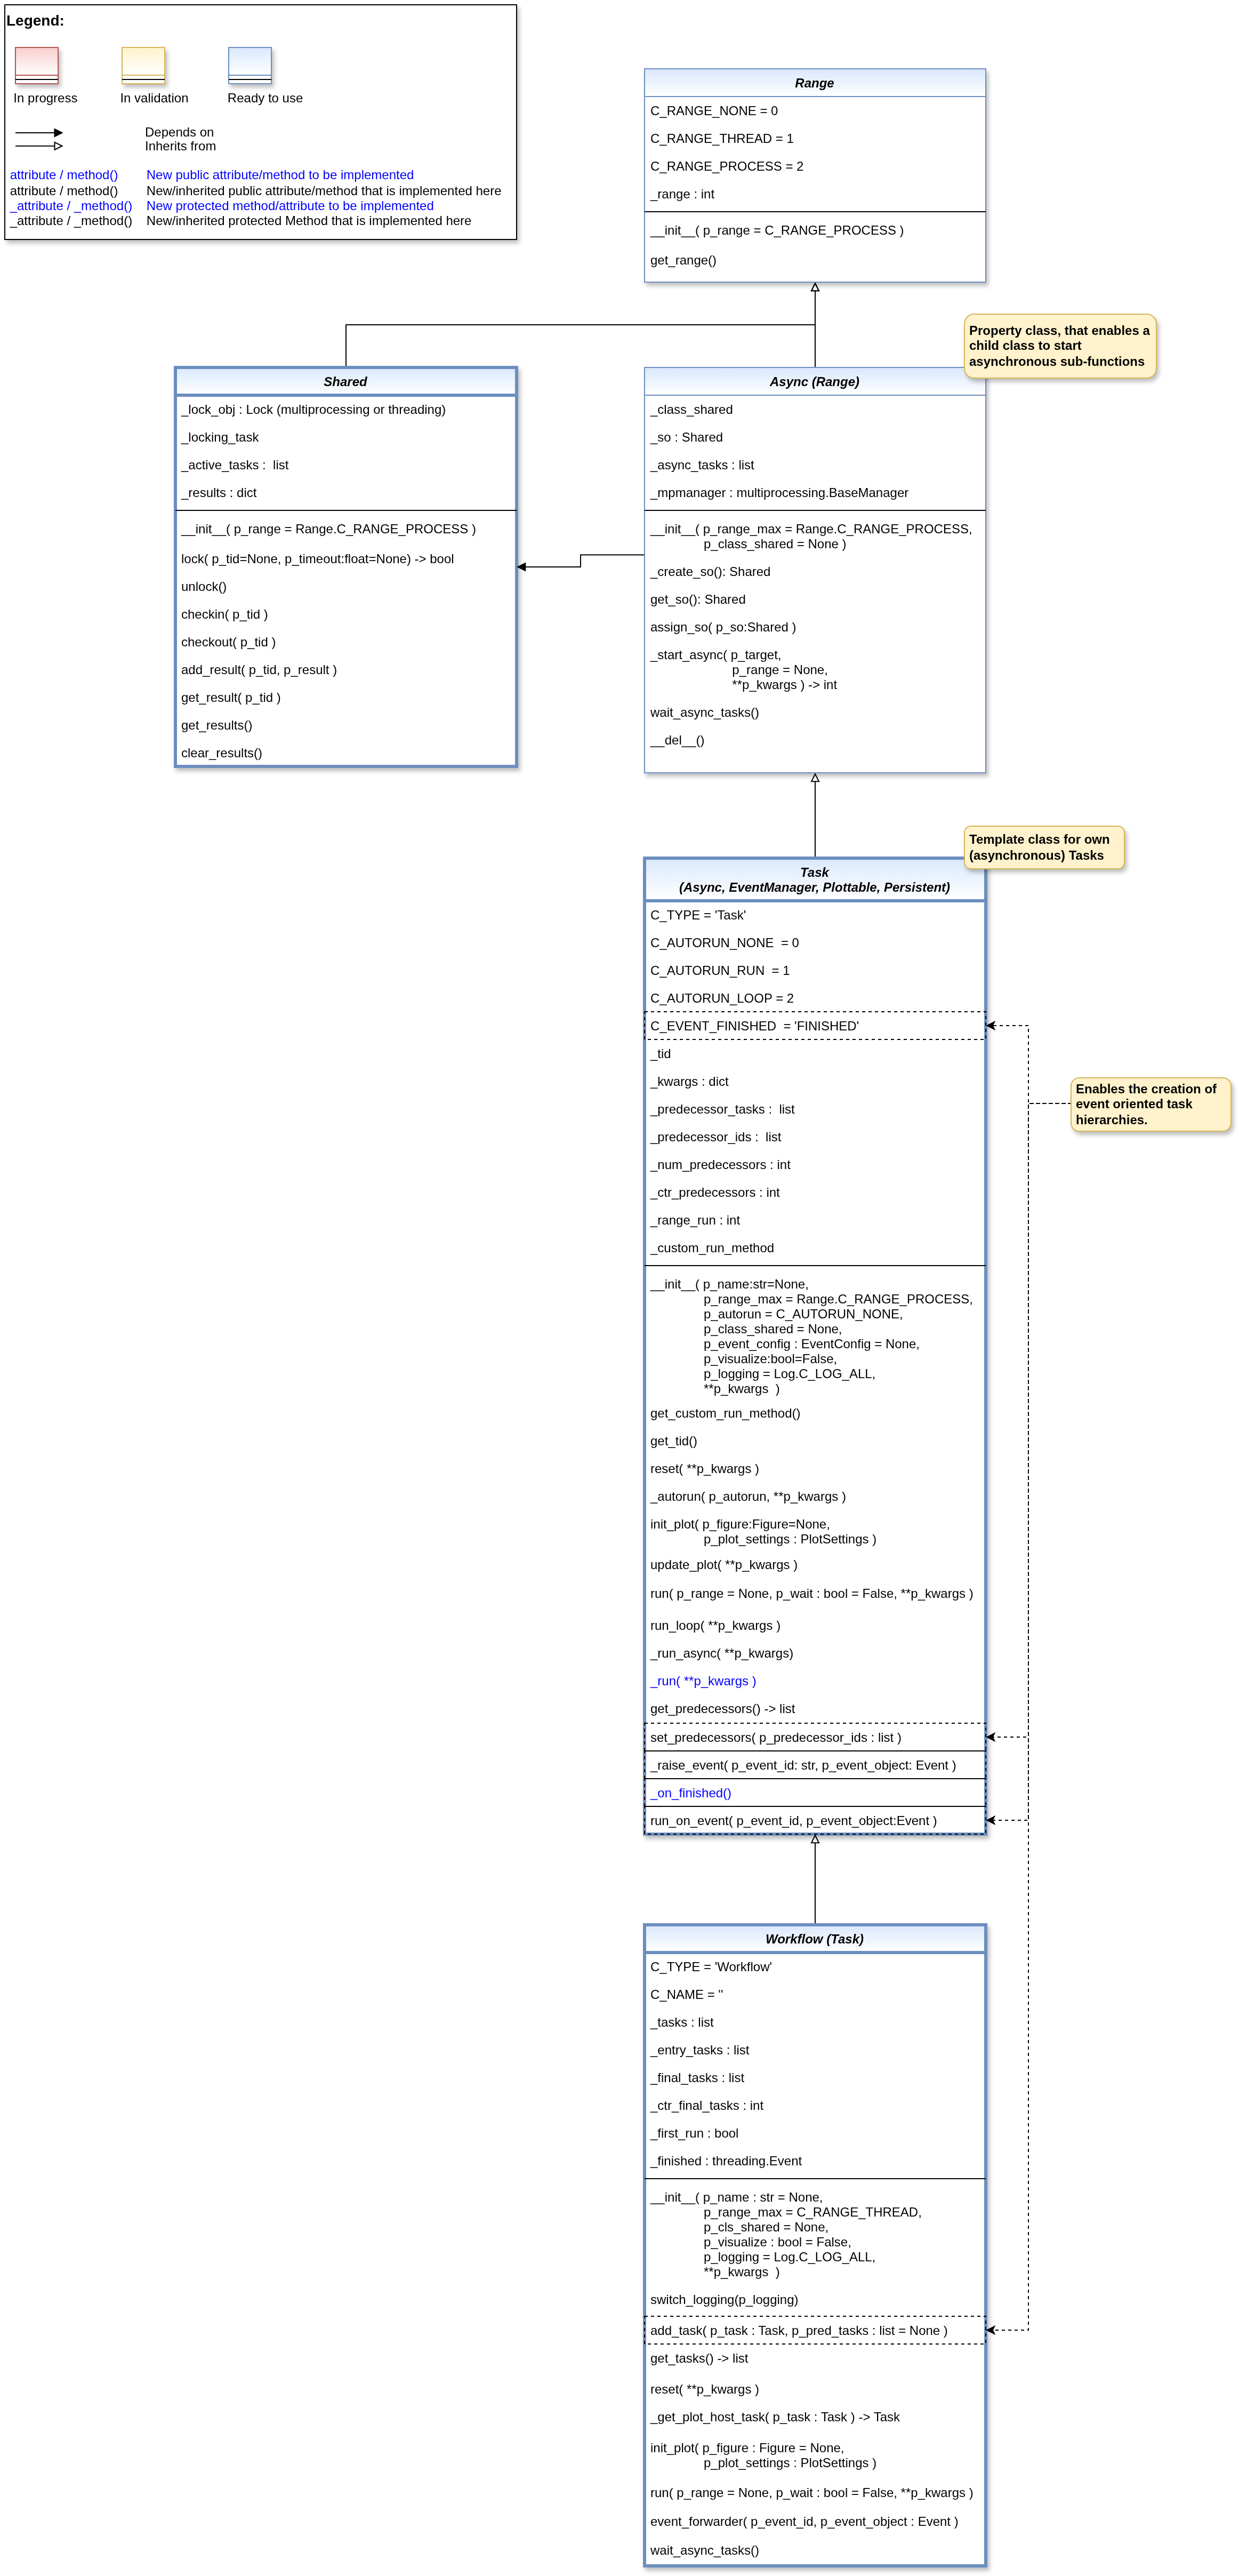 Legend:
In progress
In validation
Ready to use
Depends on
Inherits from
attribute / method() New public attribute/method to be implemented
attribute / method() New/inherited public attribute/method that is implemented here
_attribute / _method() New protected method/attribute to be implemented
_attribute / _method() New/inherited protected Method that is implemented here
Range
C_RANGE_NONE = 0
C_RANGE_THREAD = 1
C_RANGE_PROCESS = 2
_range : int
__init__( p_range = C_RANGE_PROCESS )
get_range()
Property class, that enables a
child class to start
asynchronous sub-functions
Shared
_lock_obj : Lock (multiprocessing or threading)
_locking_task
_active_tasks : list
_results : dict
__init__( p_range = Range.C_RANGE_PROCESS )
lock( p_tid=None, p_timeout:float=None) -> bool
unlock()
checkin( p_tid )
checkout( p_tid )
add_result( p_tid, p_result )
get_result( p_tid )
get_results()
clear_results()
Async (Range)
_class_shared
_so : Shared
_async_tasks : list
_mpmanager : multiprocessing.BaseManager
__init__( p_range_max = Range.C_RANGE_PROCESS,
p_class_shared = None )
_create_so(): Shared
get_so(): Shared
assign_so( p_so:Shared )
_start_async( p_target,
p_range = None,
**p_kwargs ) -> int
wait_async_tasks()
__del__()
Template class for own
(asynchronous) Tasks
Task
(Async, EventManager, Plottable, Persistent)
C_TYPE = 'Task'
C_AUTORUN_NONE = 0
C_AUTORUN_RUN = 1
C_AUTORUN_LOOP = 2
C_EVENT_FINISHED = 'FINISHED'
_tid
_kwargs : dict
_predecessor_tasks : list
_predecessor_ids : list
_num_predecessors : int
_ctr_predecessors : int
_range_run : int
_custom_run_method
Enables the creation of
event oriented task
hierarchies.
__init__( p_name:str=None,
p_range_max = Range.C_RANGE_PROCESS,
p_autorun = C_AUTORUN_NONE,
p_class_shared = None,
p_event_config : EventConfig = None,
p_visualize:bool=False,
p_logging = Log.C_LOG_ALL,
**p_kwargs )
get_custom_run_method()
get_tid()
reset( **p_kwargs )
_autorun( p_autorun, **p_kwargs )
init_plot( p_figure:Figure=None,
p_plot_settings : PlotSettings )
update_plot( **p_kwargs )
run( p_range = None, p_wait : bool = False, **p_kwargs )
run_loop( **p_kwargs )
_run_async( **p_kwargs)
_run( **p_kwargs )
get_predecessors() -> list
set_predecessors( p_predecessor_ids : list )
_raise_event( p_event_id: str, p_event_object: Event )
_on_finished()
run_on_event( p_event_id, p_event_object:Event )
Workflow (Task)
C_TYPE = 'Workflow'
C_NAME = ''
_tasks : list
_entry_tasks : list
_final_tasks : list
_ctr_final_tasks : int
_first_run : bool
_finished : threading.Event
__init__( p_name : str = None,
p_range_max = C_RANGE_THREAD,
p_cls_shared = None,
p_visualize : bool = False,
p_logging = Log.C_LOG_ALL,
**p_kwargs )
switch_logging(p_logging)
add_task( p_task : Task, p_pred_tasks : list = None )
get_tasks() -> list
reset( **p_kwargs )
_get_plot_host_task( p_task : Task ) -> Task
init_plot( p_figure : Figure = None,
p_plot_settings : PlotSettings )
run( p_range = None, p_wait : bool = False, **p_kwargs )
event_forwarder( p_event_id, p_event_object : Event )
wait_async_tasks()